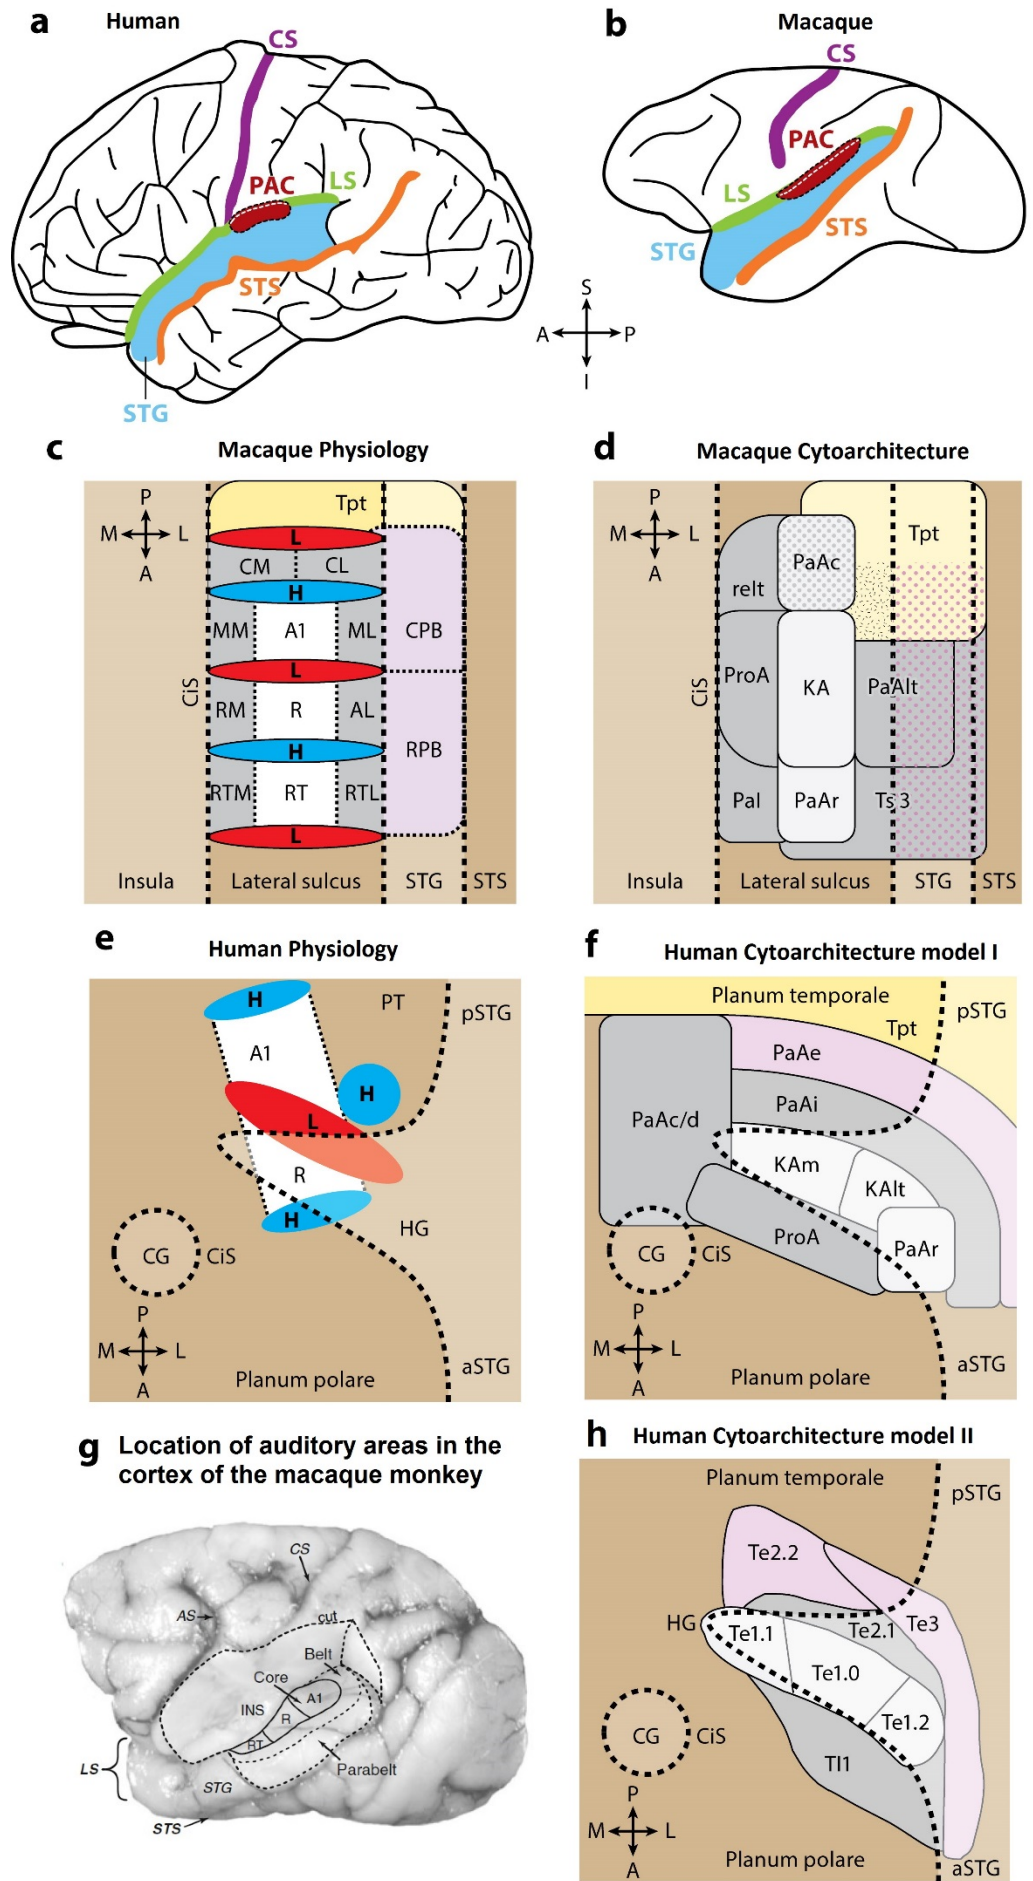 a
Human
CS
PAC
LS
STS
STG
b
Macaque
CS
PAC
LS
STS
STG
S
A
P
I
c
Macaque Physiology
P
M
L
A
Tpt
L
CM
CL
H
MM
A1
ML
CPB
L
CiS
RM
R
AL
H
RPB
RTM
RT
RTL
L
Insula
Lateral sulcus
STG
STS
d
Macaque Cytoarchitecture
P
M
L
A
Tpt
PaAc
relt
ProA
KA
PaAlt
CiS
Pal
PaAr
Ts 3
Insula
Lateral sulcus
STG
STS
e
Human Physiology
H
PT
pSTG
A1
H
L
R
H
HG
CG
CiS
P
M
L
A
aSTG
Planum polare
f
Human Cytoarchitecture model I
Planum temporale
Tpt
pSTG
PaAe
PaAi
PaAc/d
KAm
KAlt
ProA
PaAr
CG
CiS
P
M
L
A
aSTG
Planum polare
g
Location of auditory areas in the
cortex of the macaque monkey
CS
AS
cut
Belt
Core
A1
INS
R
RT
Parabelt
LS
STG
STS
h
Human Cytoarchitecture model II
Planum temporale
pSTG
Te2.2
HG
Te1.1
Te2.1
Te3
Te1.0
Te1.2
CG
CiS
TI1
P
M
L
A
Planum polare
aSTG